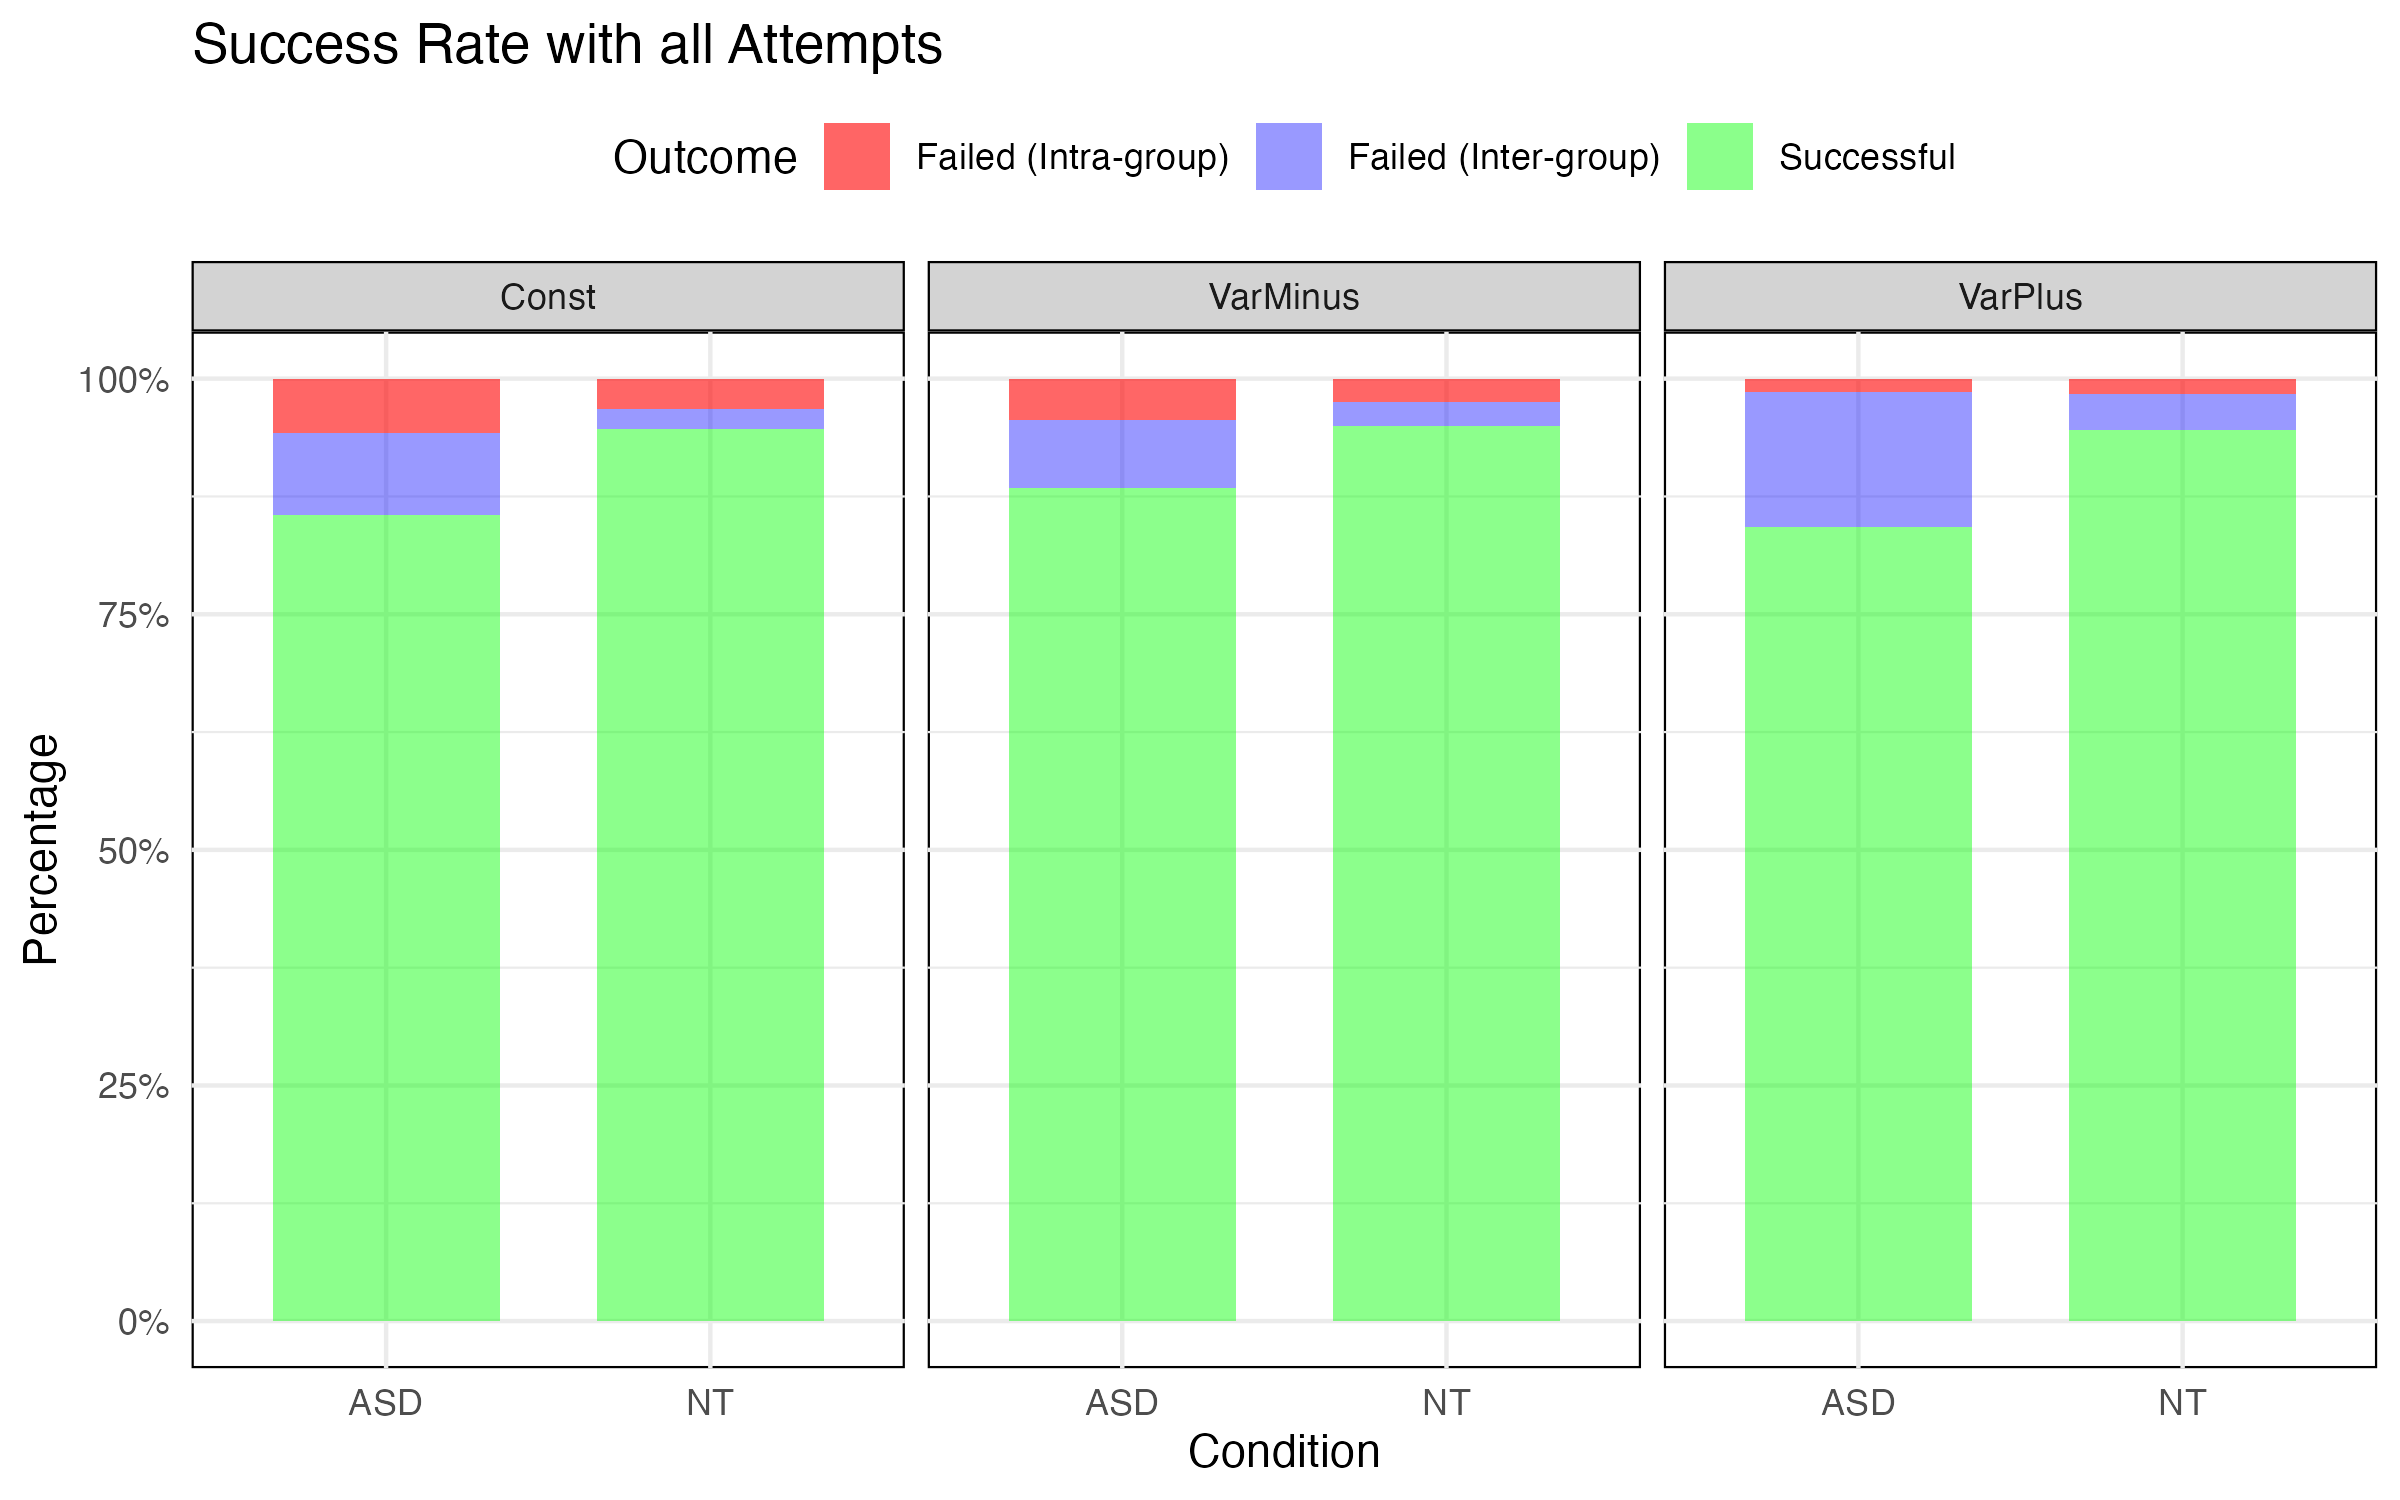 Success Rate with all Attempts
Outcome Failed (Intra-group) Failed (Inter-group) Successful
Const VarMinus VarPlus
100%
75%
50%
25%
0%
Percentage
ASD NT ASD NT ASD NT
Condition